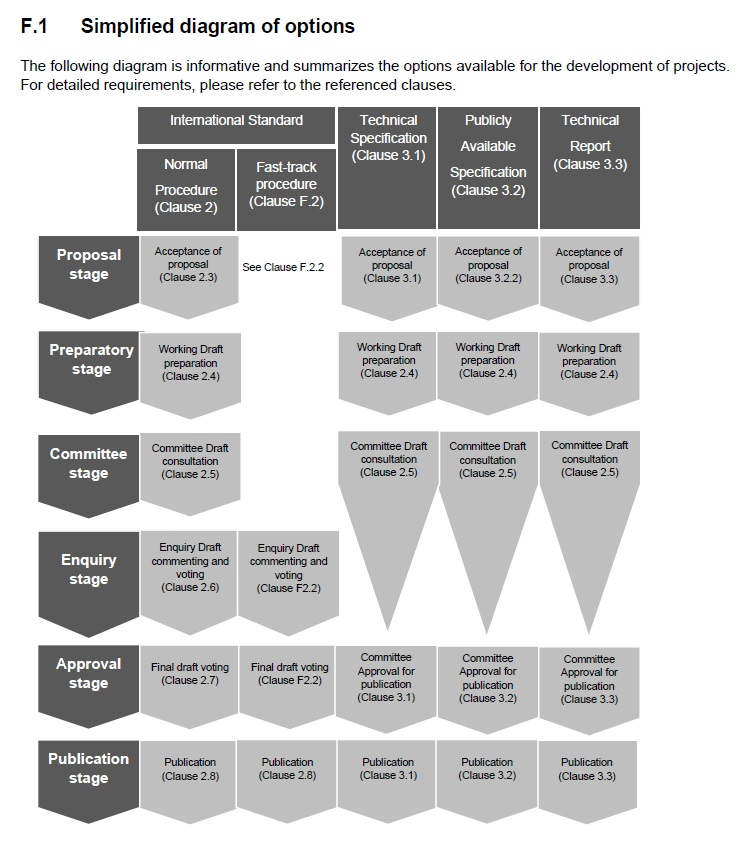 F.1 Simplified diagram of options
The following diagram is informative and summarizes the options available for the development of projects.
For detailed requirements, please refer to the referenced clauses.
International Standard
Technical
Specification
(Clause 3.1)
Publicly
Available
Specification
(Clause 3.2)
Technical
Report
(Clause 3.3)
Normal
Procedure
(Clause 2)
Fast-track
procedure
(Clause F.2)
Proposal
stage
Acceptance of
proposal
(Clause 2.3)
See Clause F.2.2
Acceptance of
proposal
(Clause 3.1)
Acceptance of
proposal
(Clause 3.2.2)
Acceptance of
proposal
(Clause 3.3)
Preparatory
stage
Working Draft
preparation
(Clause 2.4)
Working Draft
preparation
(Clause 2.4)
Working Draft
preparation
(Clause 2.4)
Working Draft
preparation
(Clause 2.4)
Committee
stage
Committee Draft
consultation
(Clause 2.5)
Committee Draft
consultation
(Clause 2.5)
Committee Draft
consultation
(Clause 2.5)
Committee Draft
consultation
(Clause 2.5)
Enquiry
stage
Enquiry Draft
commenting and
voting
(Clause 2.6)
Enquiry Draft
commenting and
voting
(Clause F2.2)
Approval
stage
Final draft voting
(Clause 2.7)
Final draft voting
(Clause F2.2)
Committee
Approval for
publication
(Clause 3.1)
Committee
Approval for
publication
(Clause 3.2)
Committee
Approval for
publication
(Clause 3.3)
Publication
stage
Publication
(Clause 2.8)
Publication
(Clause 2.8)
Publication
(Clause 3.1)
Publication
(Clause 3.2)
Publication
(Clause 3.3)